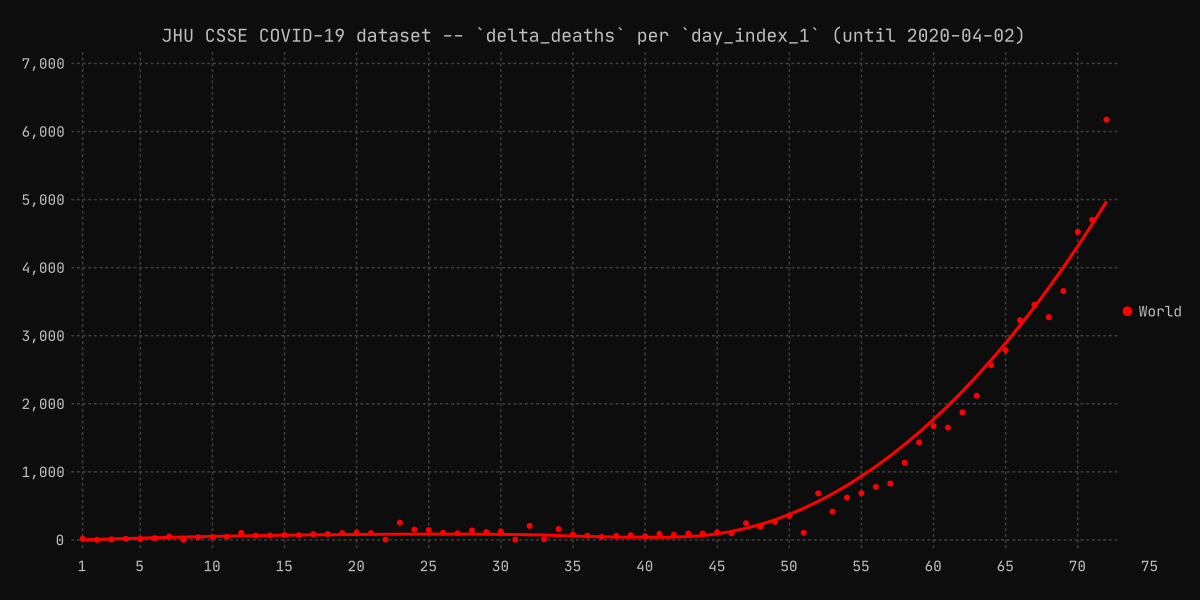 JHU CSSE COVID-19 dataset -- `delta_deaths` per `day_index_1` (until 2020-04-02)
7,000
6,000
5,000
4,000
3,000
2,000
1,000
0
World
1 5 10 15 20 25 30 35 40 45 50 55 60 65 70 75